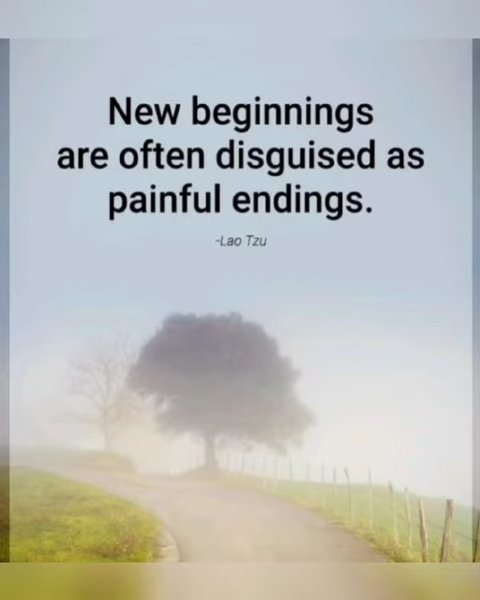 New beginnings
are often disguised as
painful endings.
-Lao Tzu